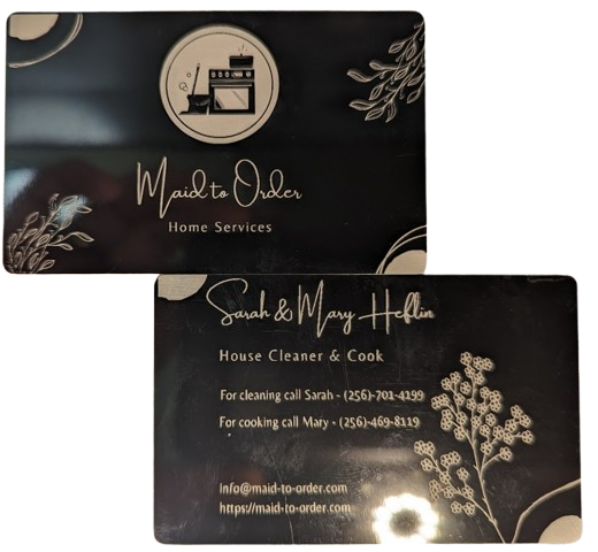 Maid to Order
Home Services
Sarah & Mary Heflin
House Cleaner & Cook
For cleaning call Sarah - (256)-701-4199
For cooking call Mary - (256)-469-8119
info@maid-to-order.com
https://maid-to-order.com